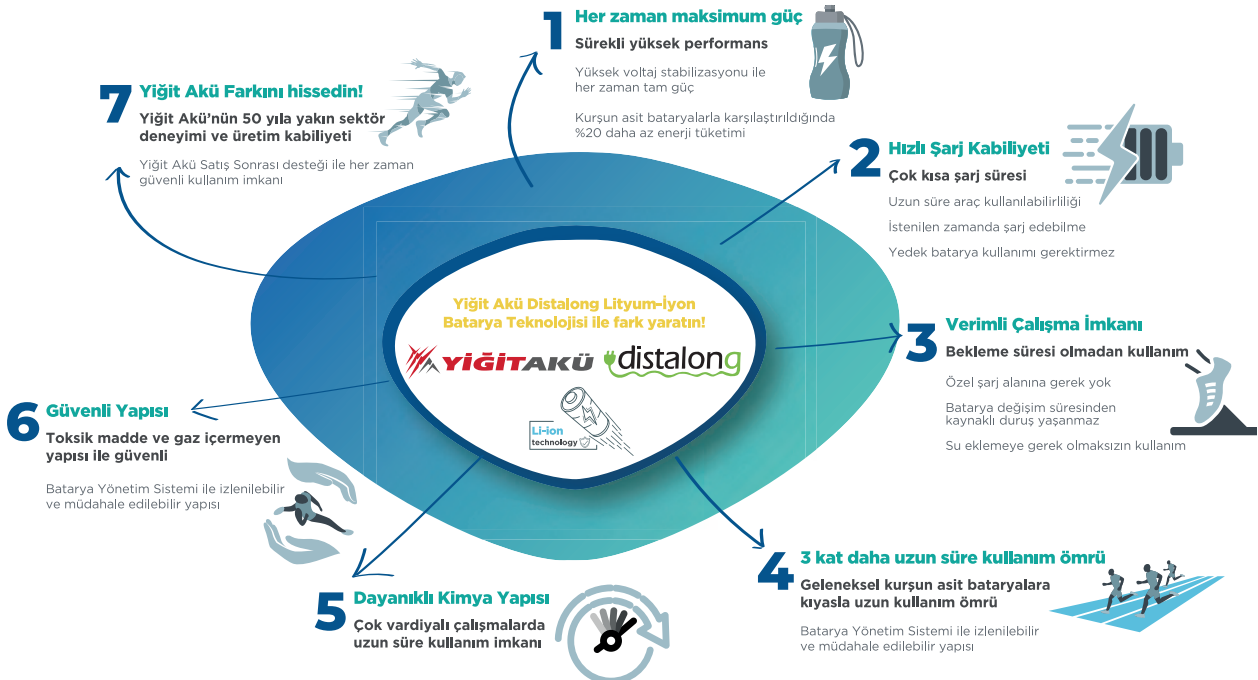 1
Her zaman maksimum güç
Sürekli yüksek performans
Yüksek voltaj stabilizasyonu ile
her zaman tam güç
Kurşun asit bataryalarla karşılaştırıldığında
%20 daha az enerji tüketimi
2
Hızlı Şarj Kabiliyeti
Çok kısa şarj süresi
Uzun süre araç kullanılabilirliliği
İstenilen zamanda şarj edebilme
Yedek batarya kullanımı gerektirmez
3
Verimli Çalışma İmkanı
Bekleme süresi olmadan kullanım
Özel şarj alanına gerek yok
Batarya değişim süresinden
kaynaklı duruş yaşanmaz
Su eklemeye gerek olmaksızın kullanım
4
3 kat daha uzun süre kullanım ömrü
Geleneksel kurşun asit bataryalara
kıyasla uzun kullanım ömrü
Batarya Yönetim Sistemi ile izlenilebilir
ve müdahale edilebilir yapısı
5
Dayanıklı Kimya Yapısı
Çok vardiyalı çalışmalarda
uzun süre kullanım imkanı
6
Güvenli Yapısı
Toksik madde ve gaz içermeyen
yapısı ile güvenli
Batarya Yönetim Sistemi ile izlenilebilir
ve müdahale edilebilir yapısı
7
Yiğit Akü Farkını hissedin!
Yiğit Akü'nün 50 yıla yakın sektör
deneyimi ve üretim kabiliyeti
Yiğit Akü Satış Sonrası desteği ile her zaman
güvenli kullanım imkanı
Yiğit Akü Distalong Lityum-İyon
Batarya Teknolojisi ile fark yaratın!
YİĞİTAKÜ
distalong
Li-ion
technology